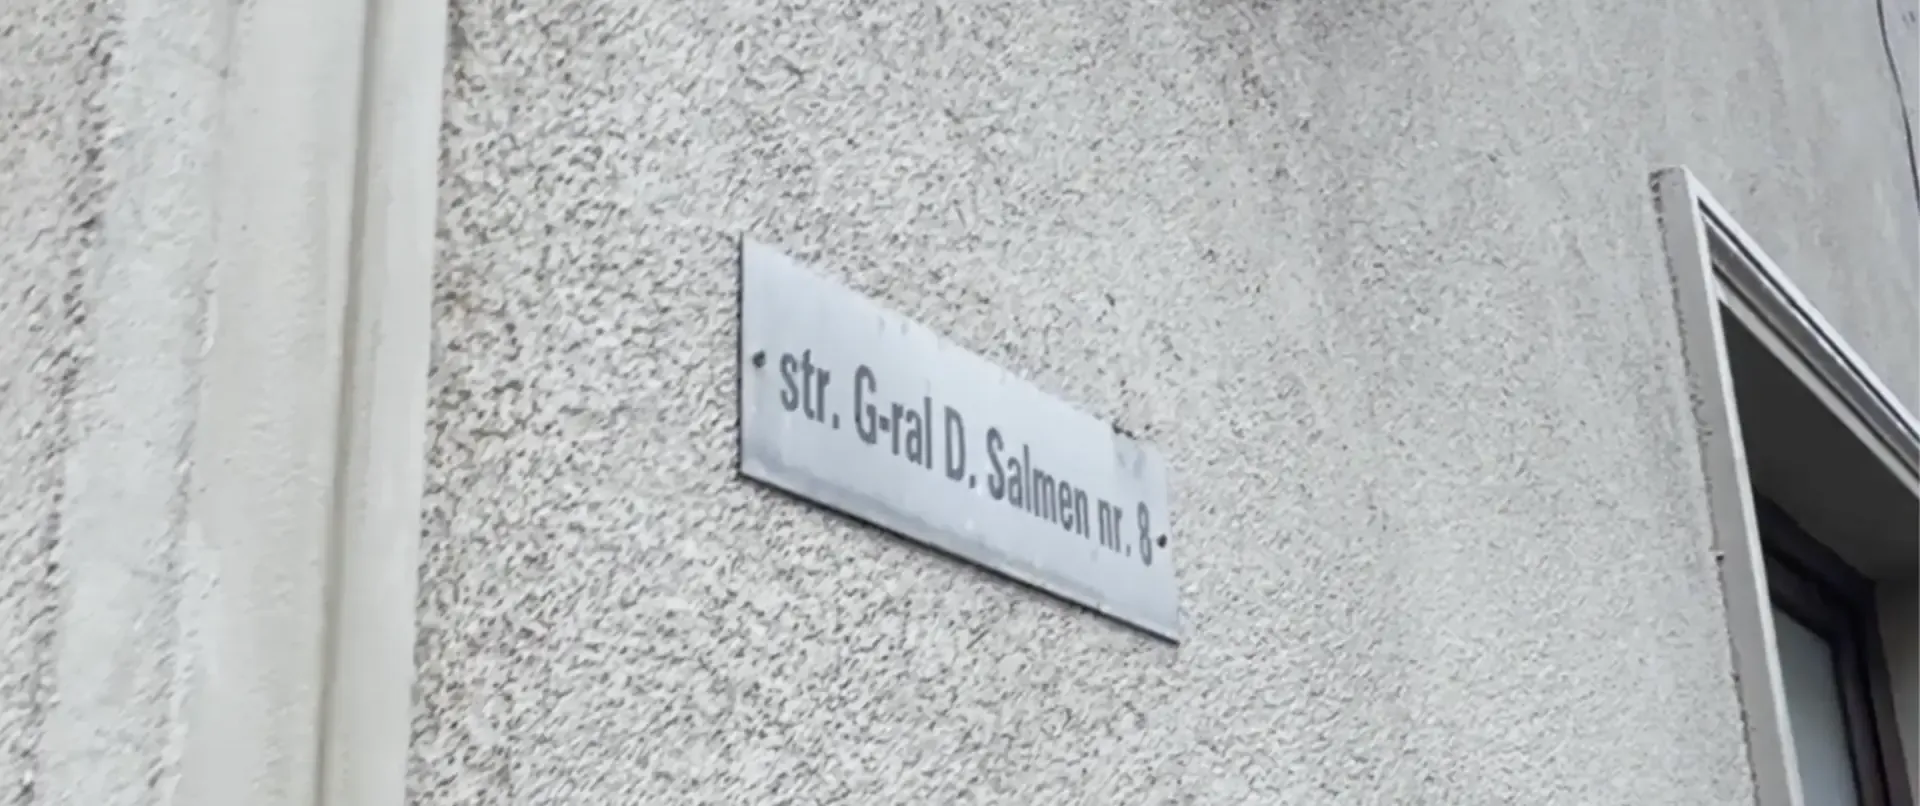 str. G-ral D. Salmen nr. 8